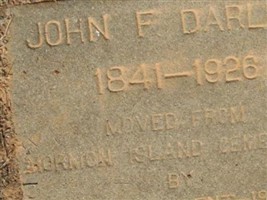 JOHN F DARL
1841–1926
MOVED FROM
MORMON ISLAND CEME
BY